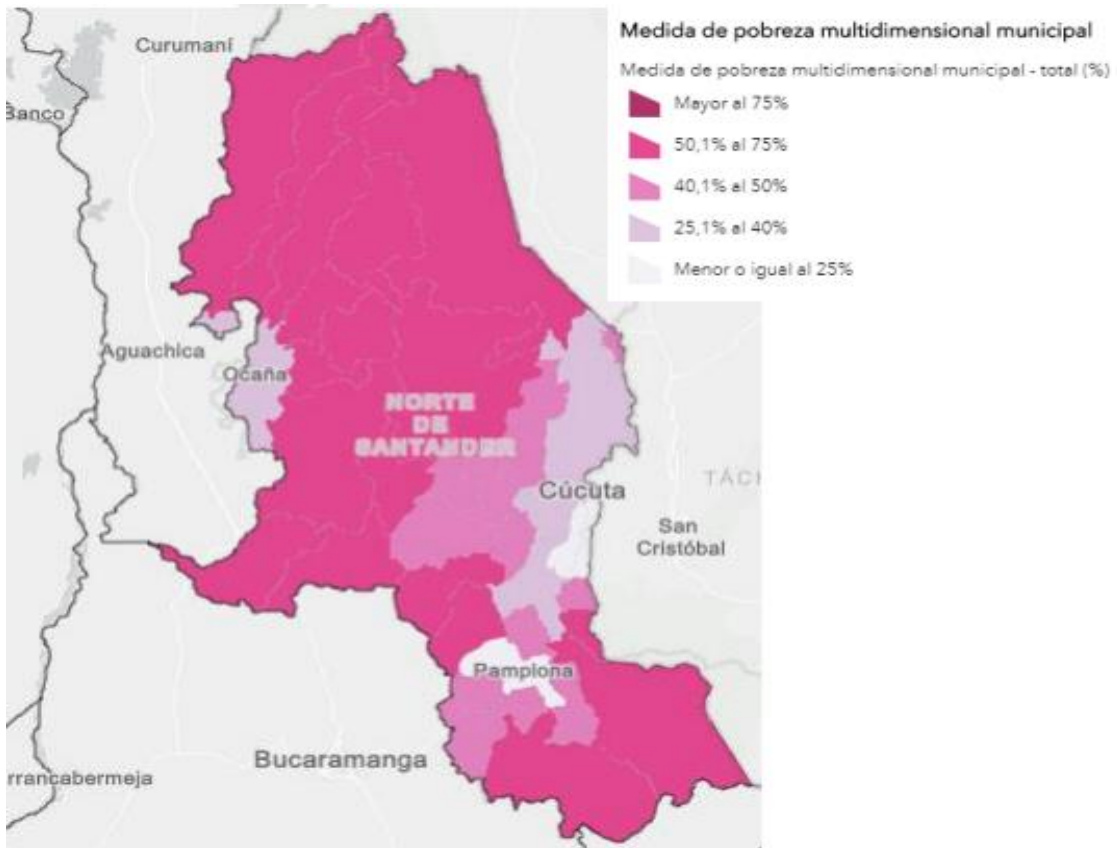 Medida de pobreza multidimensional municipal
Medida de pobreza multidimensional municipal - total (%)
Mayor al 75%
50,1% al 75%
40,1% al 50%
25,1% al 40%
Menor o igual al 25%
Curumaní
Banco
Aguachica
Ocaña
NORTE
DE
SANTANDER
Cúcuta
TÁCH
San
Cristóbal
Pamplona
Bucaramanga
rrancabermeja